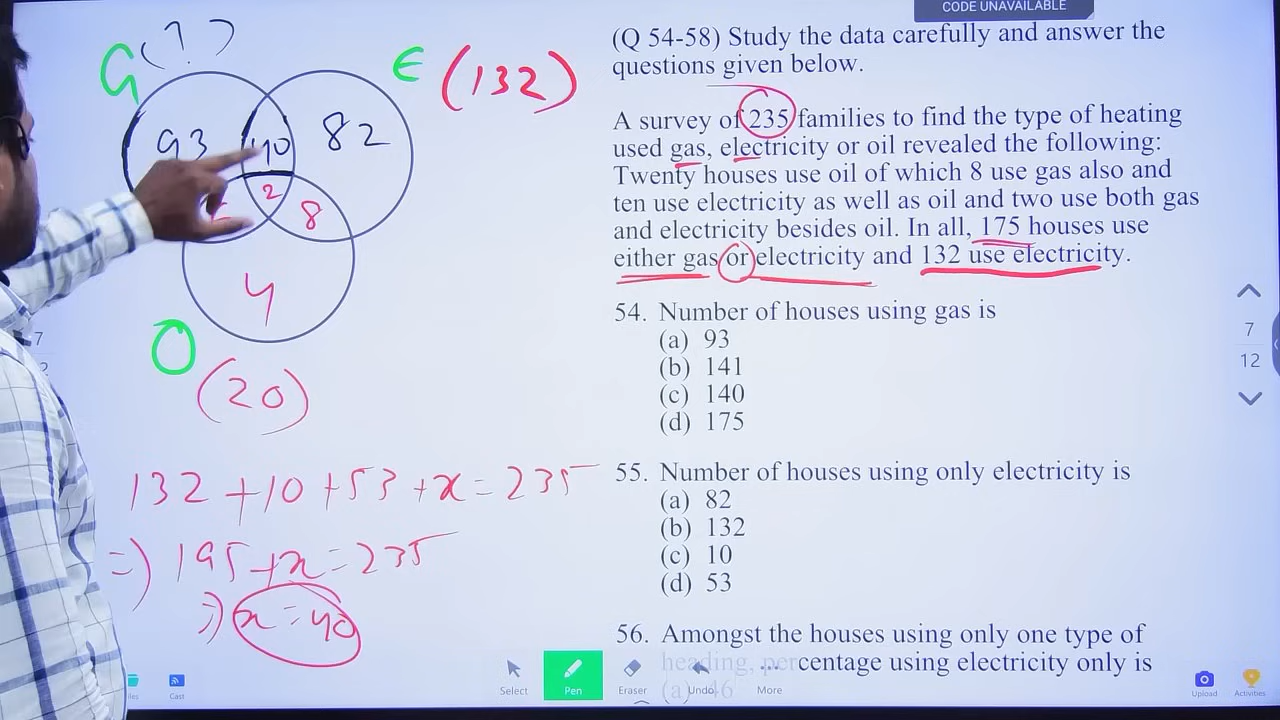 CODE UNAVAILABLE
G (?)
E (132)
93
40
82
2
8
4
O
(20)
132 + 10 + 53 + x = 235
=) 195 + x = 235
=) x = 40
(Q 54-58) Study the data carefully and answer the
questions given below.
A survey of 235 families to find the type of heating
used gas, electricity or oil revealed the following:
Twenty houses use oil of which 8 use gas also and
ten use electricity as well as oil and two use both gas
and electricity besides oil. In all, 175 houses use
either gas or electricity and 132 use electricity.
54. Number of houses using gas is
(a) 93
(b) 141
(c) 140
(d) 175
55. Number of houses using only electricity is
(a) 82
(b) 132
(c) 10
(d) 53
56. Amongst the houses using only one type of
heading, percentage using electricity only is
(a) 46
7
12
Select
Pen
Eraser
Undo
More
Cast
Upload
Activities